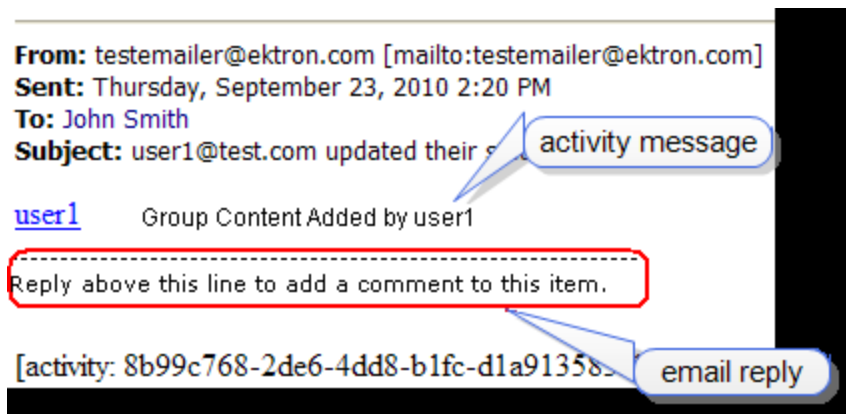 From: testemailer@ektron.com [mailto:testemailer@ektron.com]
Sent: Thursday, September 23, 2010 2:20 PM
To: John Smith
Subject: user1@test.com updated their
activity message
user1 Group Content Added by user1
Reply above this line to add a comment to this item.
[activity: 8b99c768-2de6-4dd8-b1fc-d1a91358
email reply